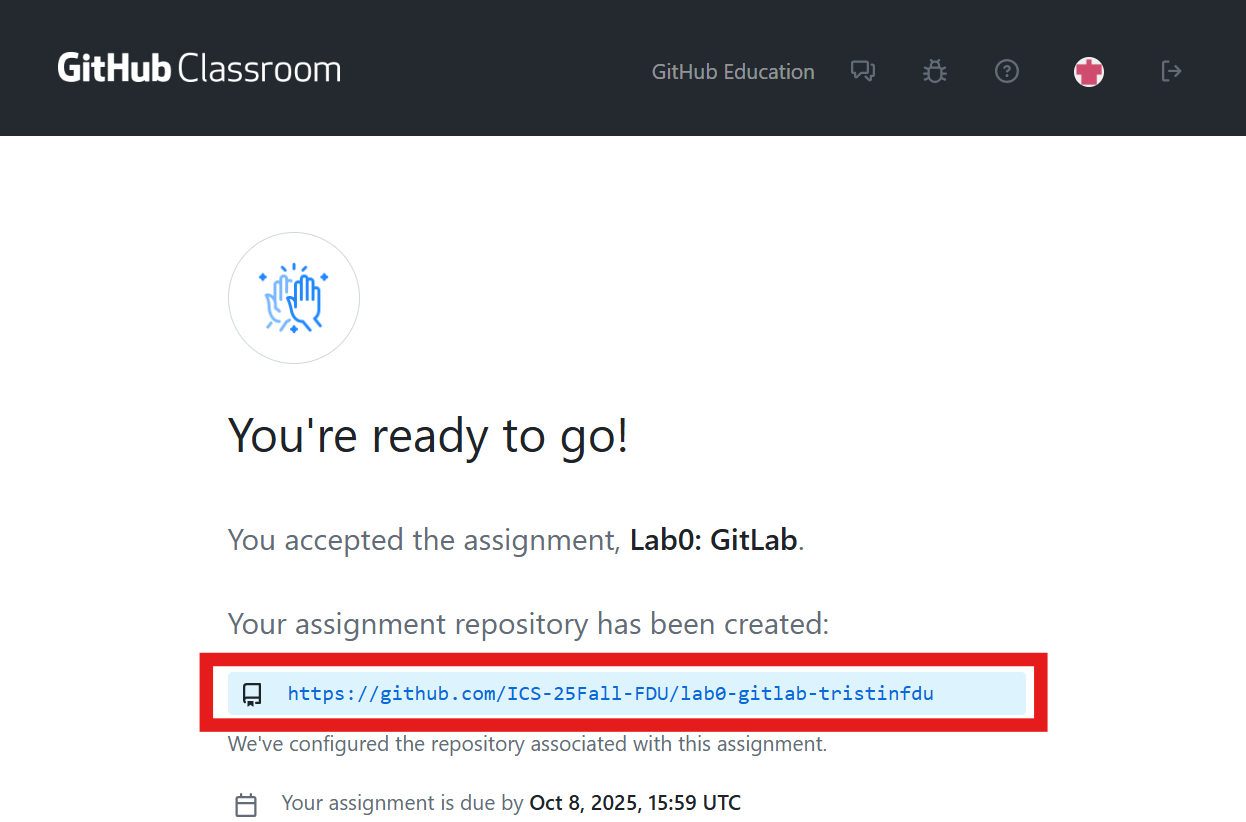 GitHub Classroom
GitHub Education
You're ready to go!
You accepted the assignment, Lab0: GitLab.
Your assignment repository has been created:
https://github.com/ICS-25Fall-FDU/lab0-gitlab-tristinfdu
We've configured the repository associated with this assignment.
Your assignment is due by Oct 8, 2025, 15:59 UTC